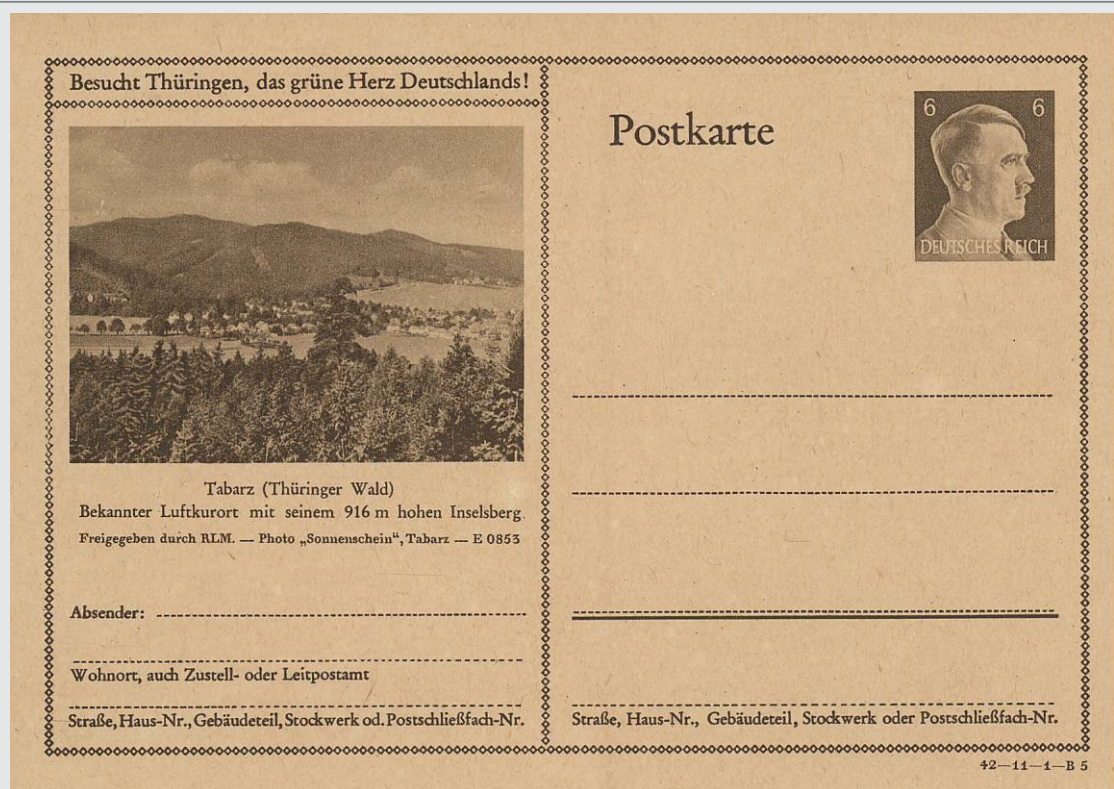 Besucht Thüringen, das grüne Herz Deutschlands!
Tabarz (Thüringer Wald)
Bekannter Luftkurort mit seinem 916 m hohen Inselsberg
Freigegeben durch RLM. — Photo „Sonnenschein“, Tabarz — E 0853
Absender:
Wohnort, auch Zustell- oder Leitpostamt
Straße, Haus-Nr., Gebäudeteil, Stockwerk od. Postschließfach-Nr.
Postkarte
6 6
DEUTSCHES REICH
Straße, Haus-Nr., Gebäudeteil, Stockwerk oder Postschließfach-Nr.
42—11—1—B 5